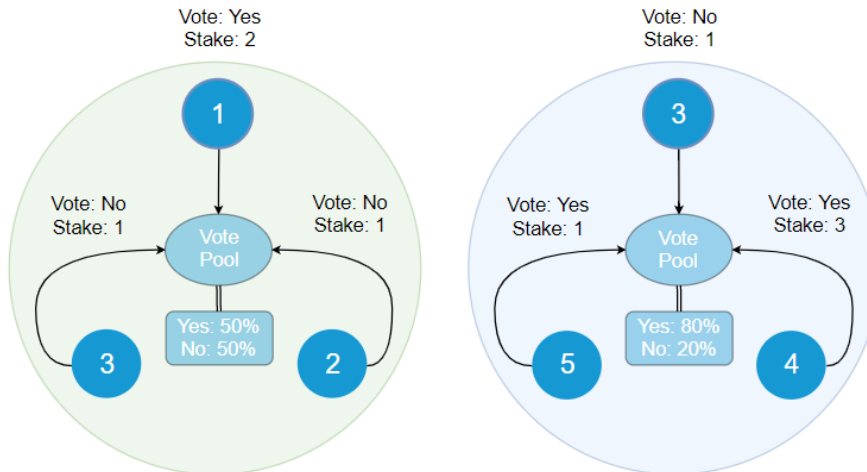 Vote: Yes
Stake: 2
1
Vote: No
Stake: 1
Vote: No
Stake: 1
Vote
Pool
Yes: 50%
No: 50%
3
2
Vote: No
Stake: 1
3
Vote: Yes
Stake: 1
Vote: Yes
Stake: 3
Vote
Pool
Yes: 80%
No: 20%
5
4